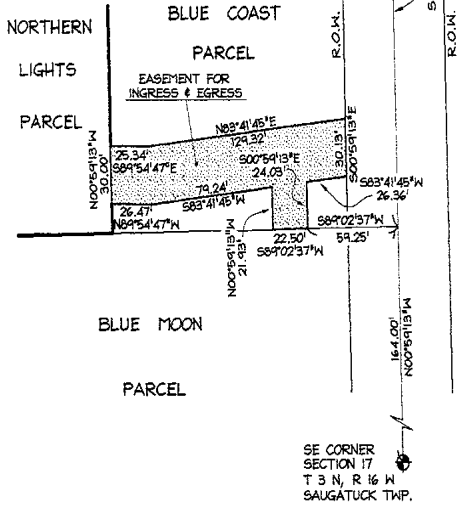 BLUE COAST
PARCEL
NORTHERN
LIGHTS
PARCEL
EASEMENT FOR
INGRESS & EGRESS
R.O.W.
S
R.O.W.
N83°41'45"E
129.32'
25.34'
S89°54'47"E
N00°59'13"W
30.00'
S00°59'13"E
24.03'
30.13'
S00°59'13"E
79.24'
S83°41'45"W
S83°41'45"W
26.36'
26.47'
N89°54'47"W
N00°59'13"W
21.93'
22.50'
S89°02'37"W
S89°02'37"W
59.25'
BLUE MOON
PARCEL
164.00'
N00°59'13"W
SE CORNER
SECTION 17
T 3 N, R 16 W
SAUGATUCK TWP.